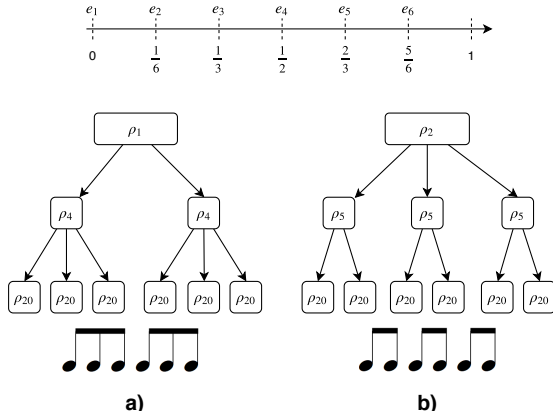 e₁ e₂ e₃ e₄ e₅ e₆
0 1/6 1/3 1/2 2/3 5/6 1
ρ₁
ρ₄ ρ₄
ρ₂₀ ρ₂₀ ρ₂₀ ρ₂₀ ρ₂₀ ρ₂₀
a)
ρ₂
ρ₅ ρ₅ ρ₅
ρ₂₀ ρ₂₀ ρ₂₀ ρ₂₀ ρ₂₀ ρ₂₀
b)